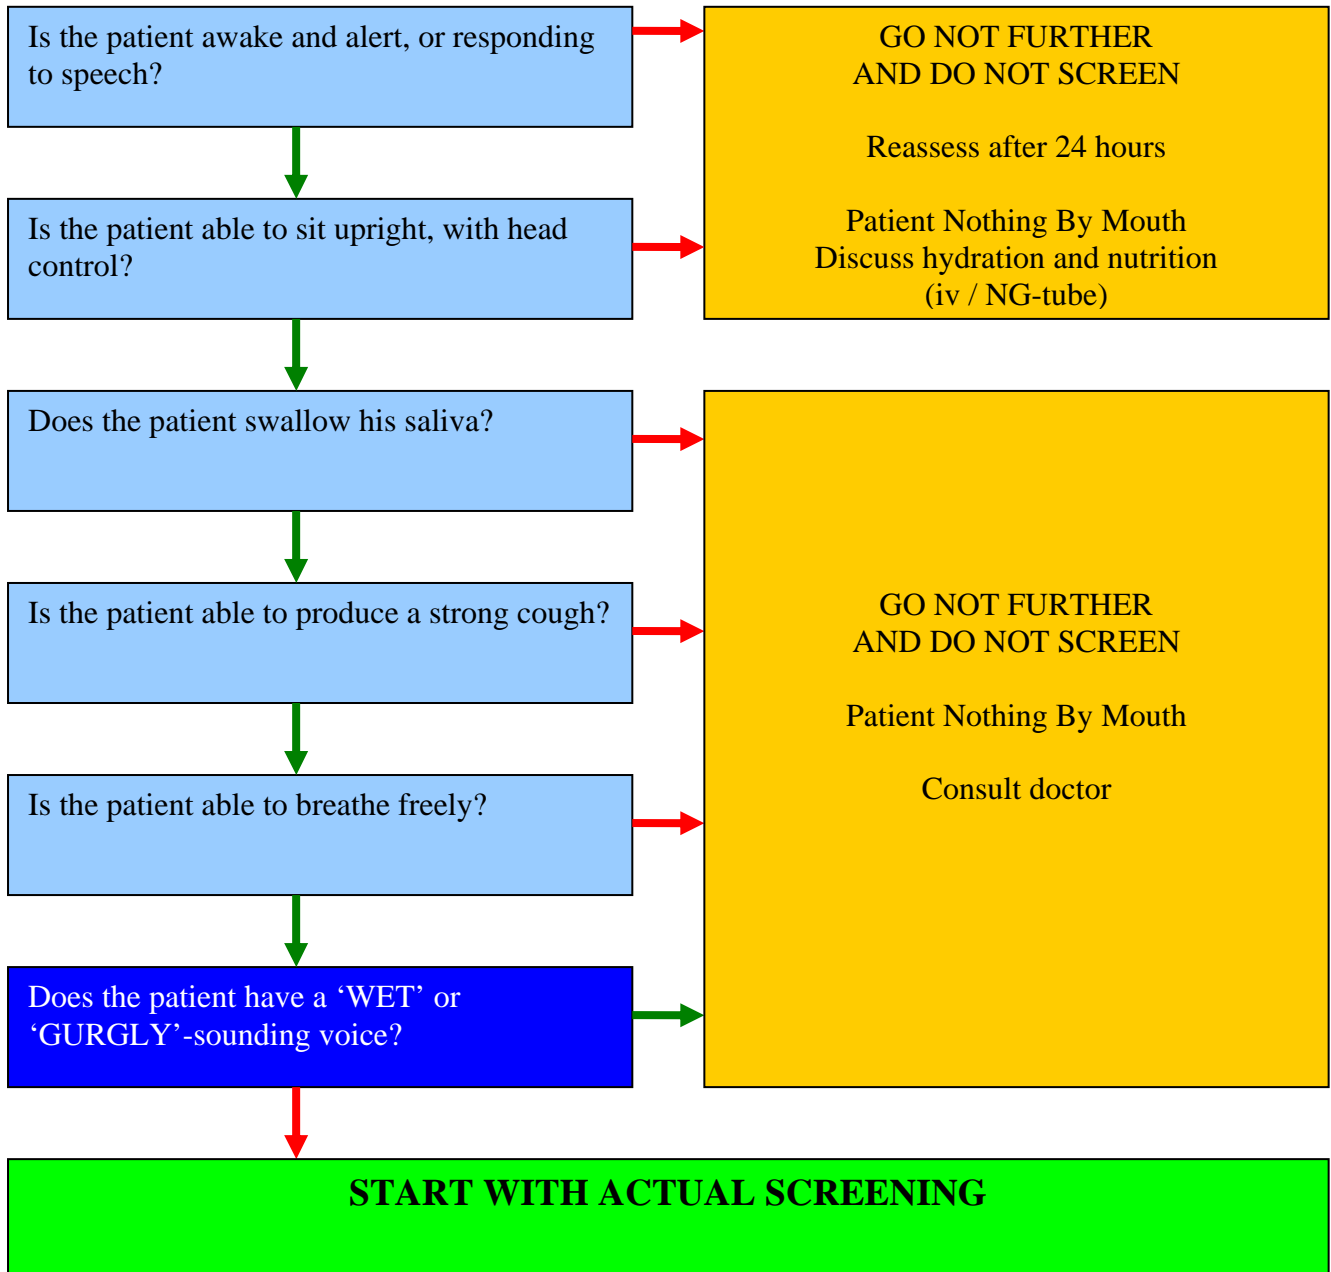 Is the patient awake and alert, or responding
to speech?
GO NOT FURTHER
AND DO NOT SCREEN
Reassess after 24 hours
Patient Nothing By Mouth
Discuss hydration and nutrition
(iv / NG-tube)
Is the patient able to sit upright, with head
control?
Does the patient swallow his saliva?
Is the patient able to produce a strong cough?
Is the patient able to breathe freely?
GO NOT FURTHER
AND DO NOT SCREEN
Patient Nothing By Mouth
Consult doctor
Does the patient have a ‘WET’ or
‘GURGLY’-sounding voice?
START WITH ACTUAL SCREENING